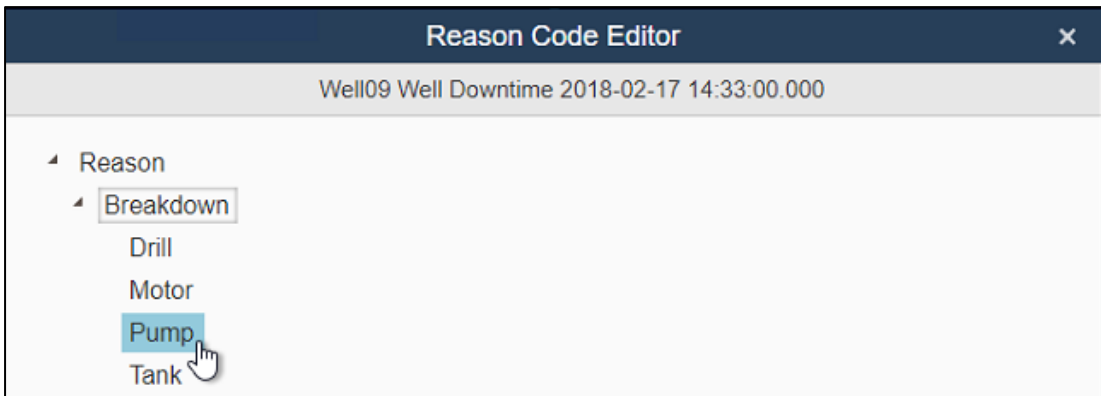 Reason Code Editor
Well09 Well Downtime 2018-02-17 14:33:00.000
Reason
Breakdown
Drill
Motor
Pump
Tank